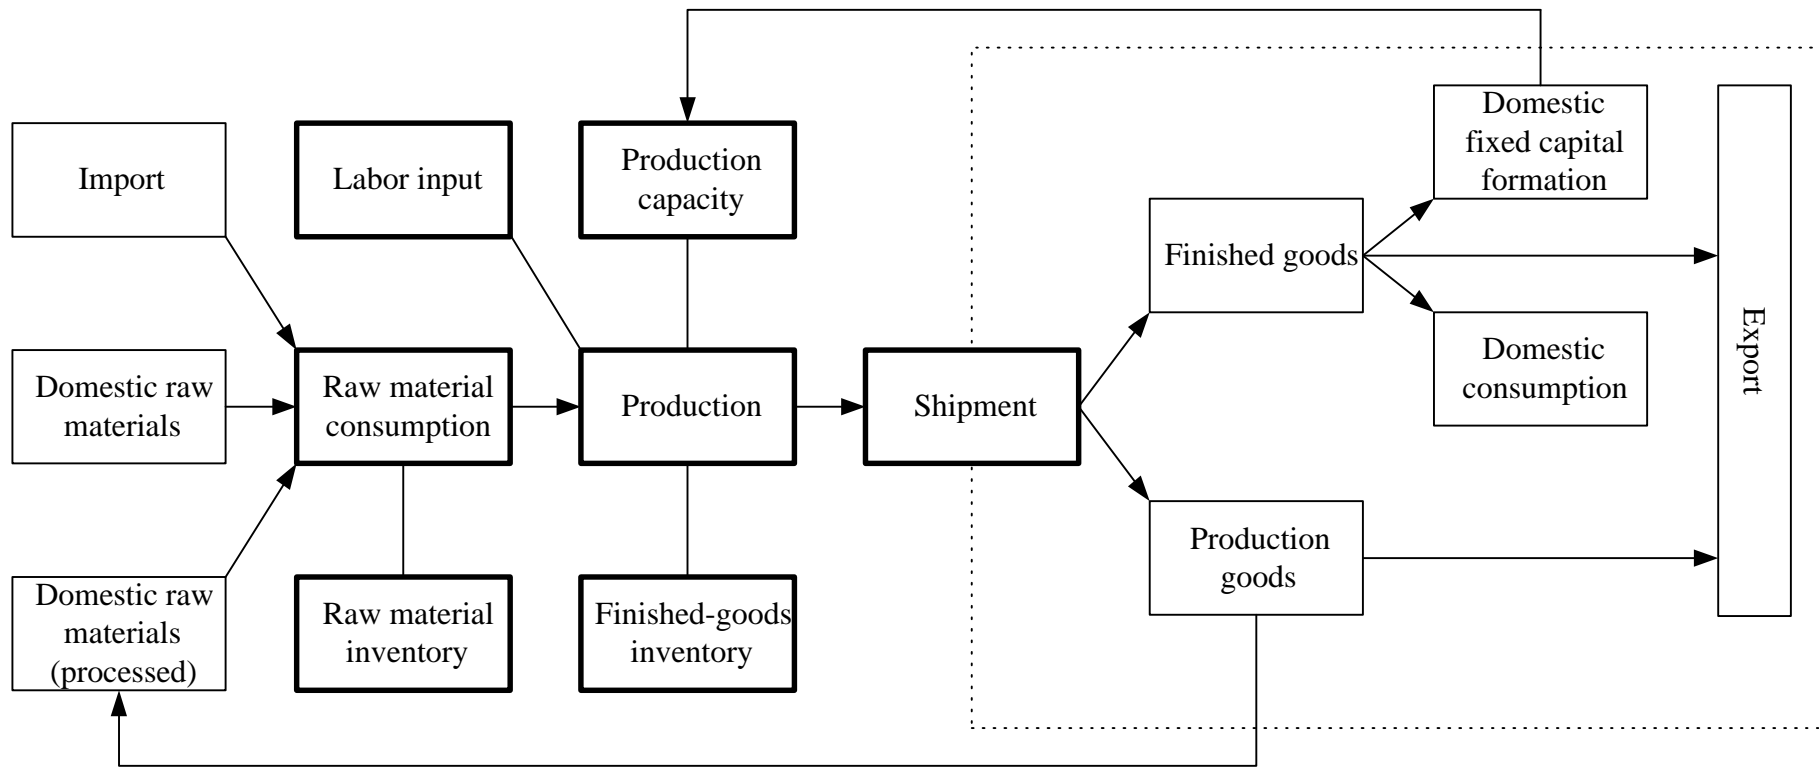 Import
Labor input
Production
capacity
Domestic
fixed capital
formation
Finished goods
Export
Domestic
consumption
Domestic raw
materials
Raw material
consumption
Production
Shipment
Production
goods
Domestic raw
materials
(processed)
Raw material
inventory
Finished-goods
inventory